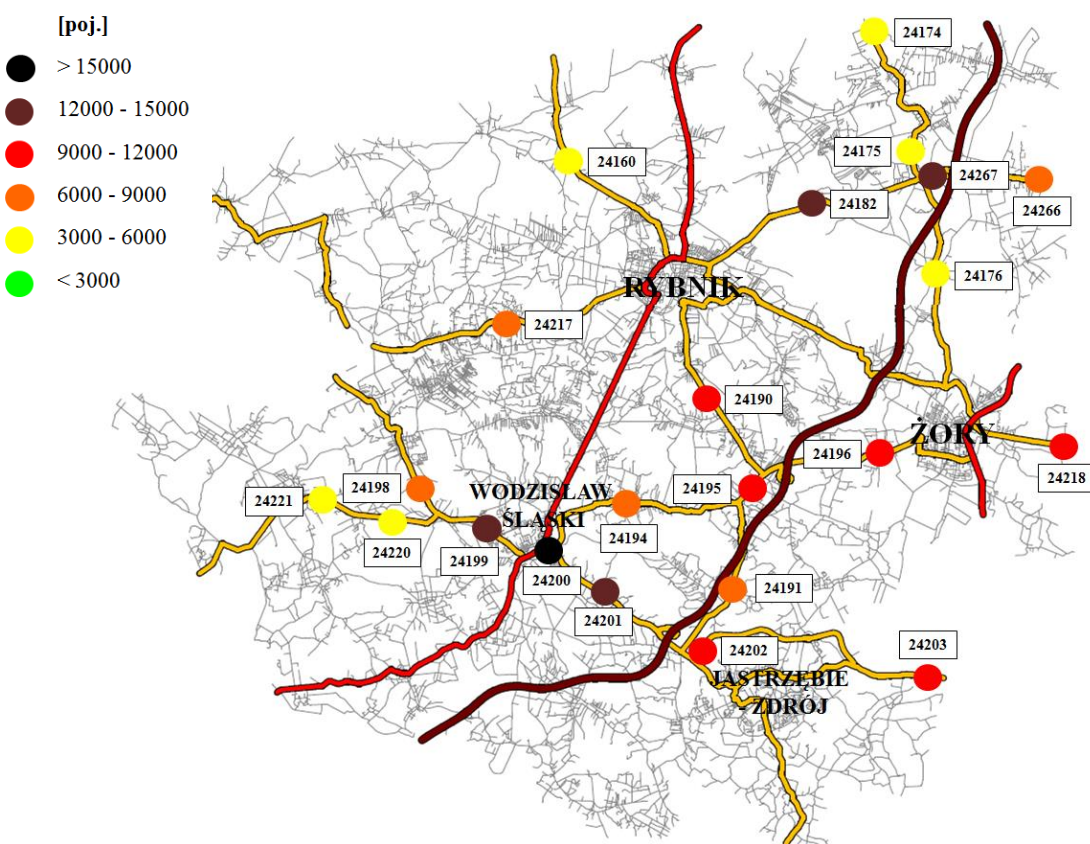 [poj.]
> 15000
12000 - 15000
9000 - 12000
6000 - 9000
3000 - 6000
< 3000
24174
24175
24160
24267
24182
24266
24176
RYBNIK
24217
24190
ŻORY
24196
24218
24198
24195
24221
WODZISŁAW
ŚLĄSKI
24194
24220
24199
24200
24191
24201
24202
24203
JASTRZĘBIE
- ZDRÓJ